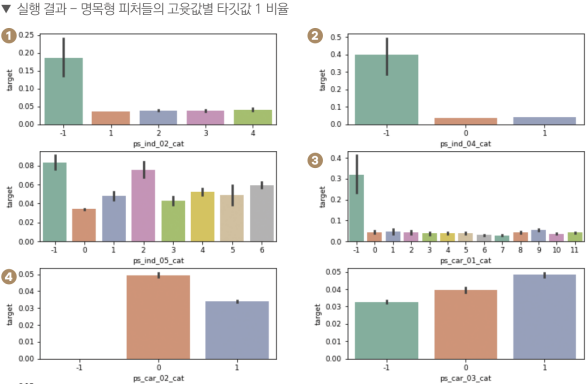 ▼ 실행 결과 – 명목형 피처들의 고윳값별 타깃값 1 비율
1
0.25
0.20
0.15
0.10
0.05
0.00
target
-1 1 2 3 4
ps_ind_02_cat
2
0.5
0.4
0.3
0.2
0.1
0.0
target
-1 0 1
ps_ind_04_cat
0.08
0.06
0.04
0.02
0.00
target
-1 0 1 2 3 4 5 6
ps_ind_05_cat
3
0.4
0.3
0.2
0.1
0.0
target
-1 0 1 2 3 4 5 6 7 8 9 10 11
ps_car_01_cat
4
0.05
0.04
0.03
0.02
0.01
0.00
target
-1 0 1
ps_car_02_cat
0.05
0.04
0.03
0.02
0.01
0.00
target
-1 0 1
ps_car_03_cat